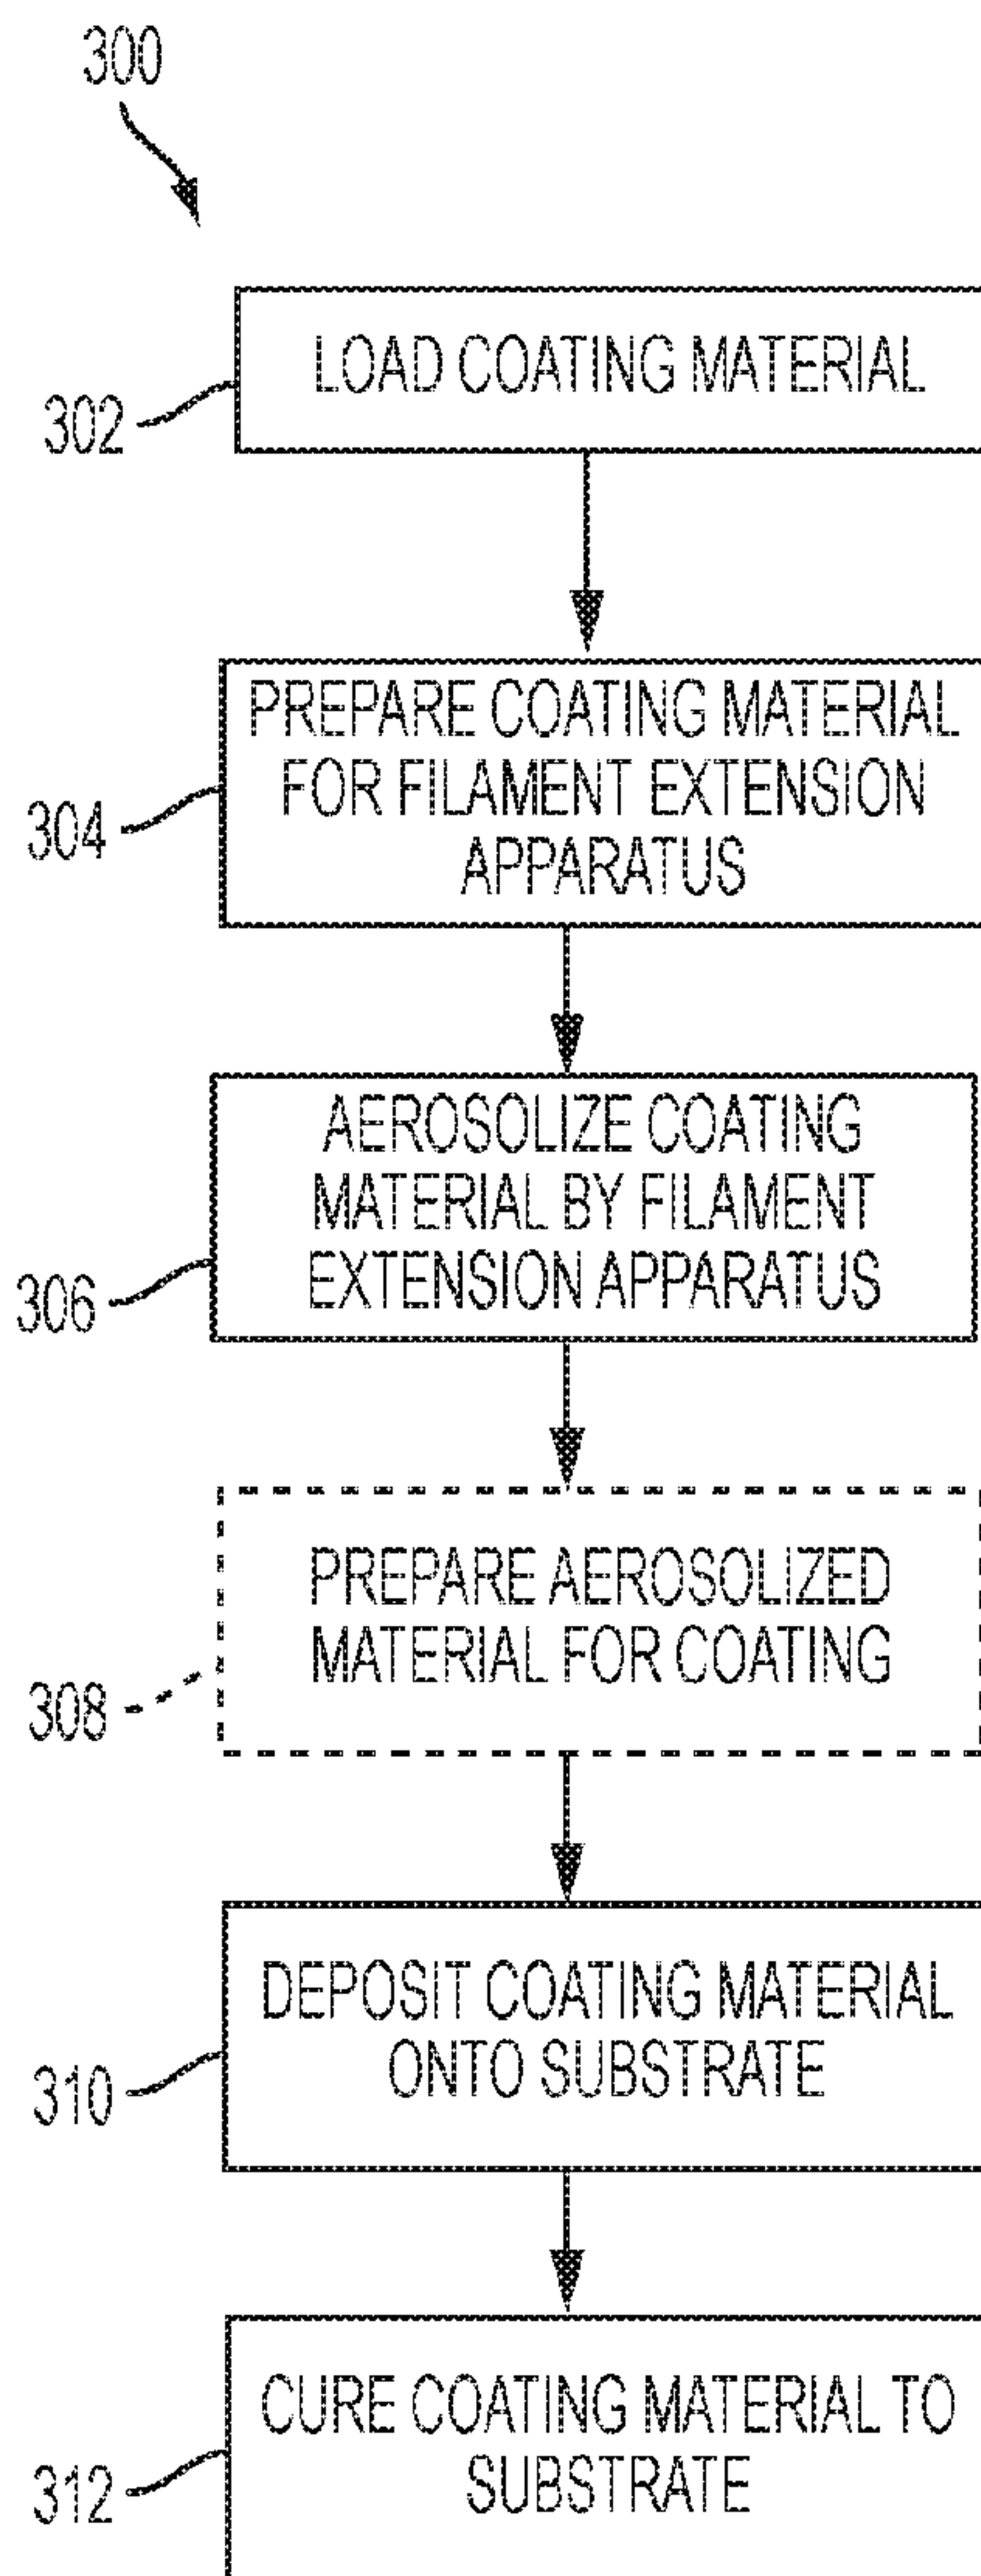 300
LOAD COATING MATERIAL
302
PREPARE COATING MATERIAL
FOR FILAMENT EXTENSION
APPARATUS
304
AEROSOLIZE COATING
MATERIAL BY FILAMENT
EXTENSION APPARATUS
306
PREPARE AEROSOLIZED
MATERIAL FOR COATING
308
DEPOSIT COATING MATERIAL
ONTO SUBSTRATE
310
CURE COATING MATERIAL TO
SUBSTRATE
312